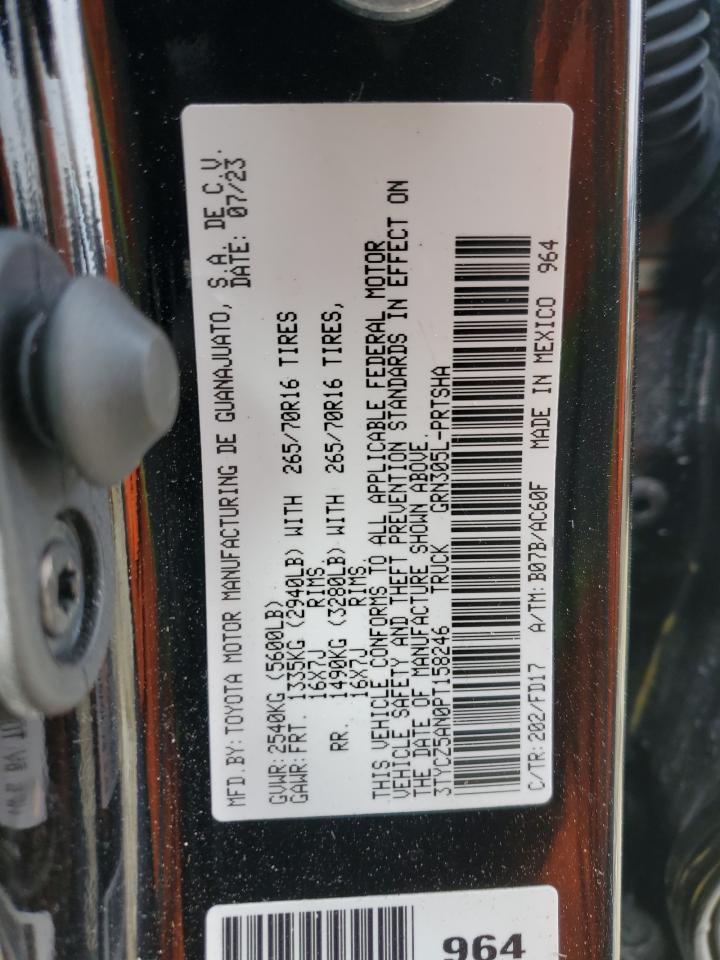 MFD.BY: TOYOTA MOTOR MANUFACTURING DE GUANAJUATO, S.A. DE C.V.
DATE: 07/23
GVWR: 2540KG (5600LB)
GAWR: FRT. 1335KG (2940LB) WITH 265/70R16 TIRES
16X7J RIMS
RR. 1490KG (3280LB) WITH 265/70R16 TIRES,
16X7J RIMS
THIS VEHICLE CONFORMS TO ALL APPLICABLE FEDERAL MOTOR
VEHICLE SAFETY AND THEFT PREVENTION STANDARDS IN EFFECT ON
THE DATE OF MANUFACTURE SHOWN ABOVE.
3TYCZ5AN0PT158246 TRUCK GRN305L-PRTSHA
C/TR: 202/FD17 A/TM: B07B/AC60F MADE IN MEXICO 964
964